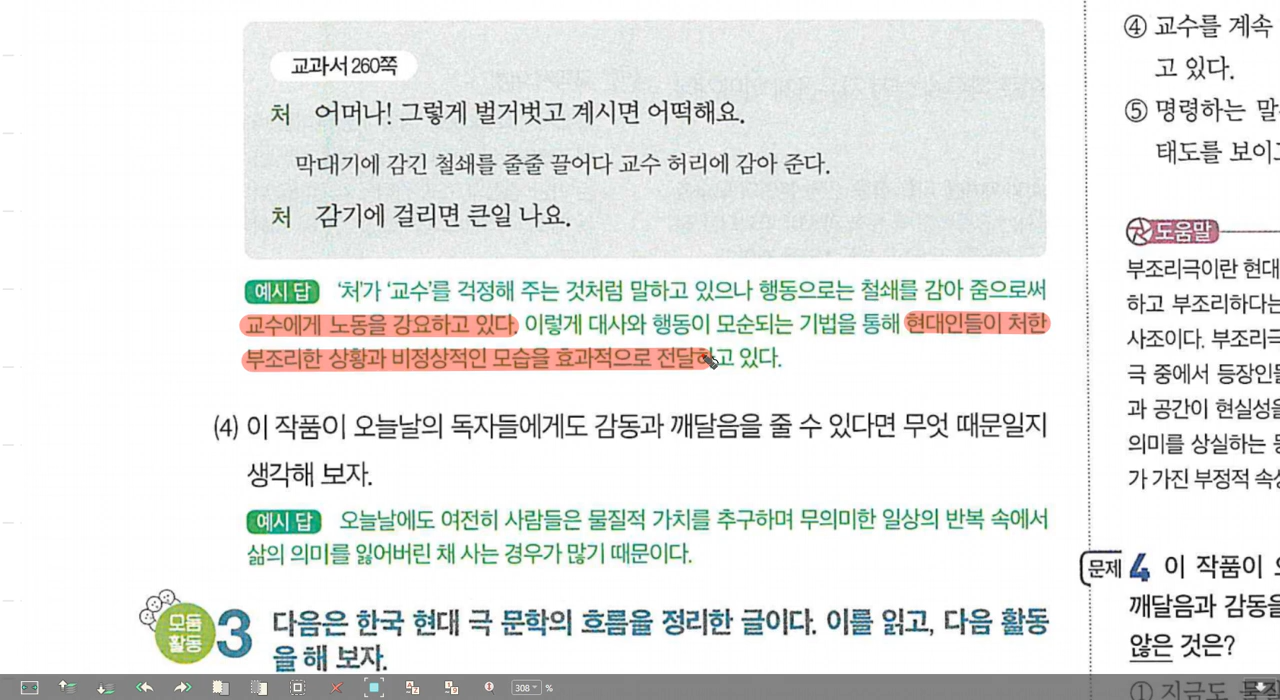 교과서 260쪽
처 어머나! 그렇게 벌거벗고 계시면 어떡해요.
막대기에 감긴 철쇄를 줄줄 끌어다 교수 허리에 감아 준다.
처 감기에 걸리면 큰일 나요.
예시 답 '처'가 '교수'를 걱정해 주는 것처럼 말하고 있으나 행동으로는 철쇄를 감아 줌으로써
교수에게 노동을 강요하고 있다. 이렇게 대사와 행동이 모순되는 기법을 통해 현대인들이 처한
부조리한 상황과 비정상적인 모습을 효과적으로 전달하고 있다.
(4) 이 작품이 오늘날의 독자들에게도 감동과 깨달음을 줄 수 있다면 무엇 때문일지
생각해 보자.
예시 답 오늘날에도 여전히 사람들은 물질적 가치를 추구하며 무의미한 일상의 반복 속에서
삶의 의미를 잃어버린 채 사는 경우가 많기 때문이다.
모둠
활동
3 다음은 한국 현대 극 문학의 흐름을 정리한 글이다. 이를 읽고, 다음 활동
을 해 보자.
④ 교수를 계속
고 있다.
⑤ 명령하는 말
태도를 보이고
도움말
부조리극이란 현대
하고 부조리하다는
사조이다. 부조리극
극 중에서 등장인물
과 공간이 현실성을
의미를 상실하는 등
가 가진 부정적 속성
문제 4 이 작품이 오
깨달음과 감동을
않은 것은?
① 지금도 물질
308 %